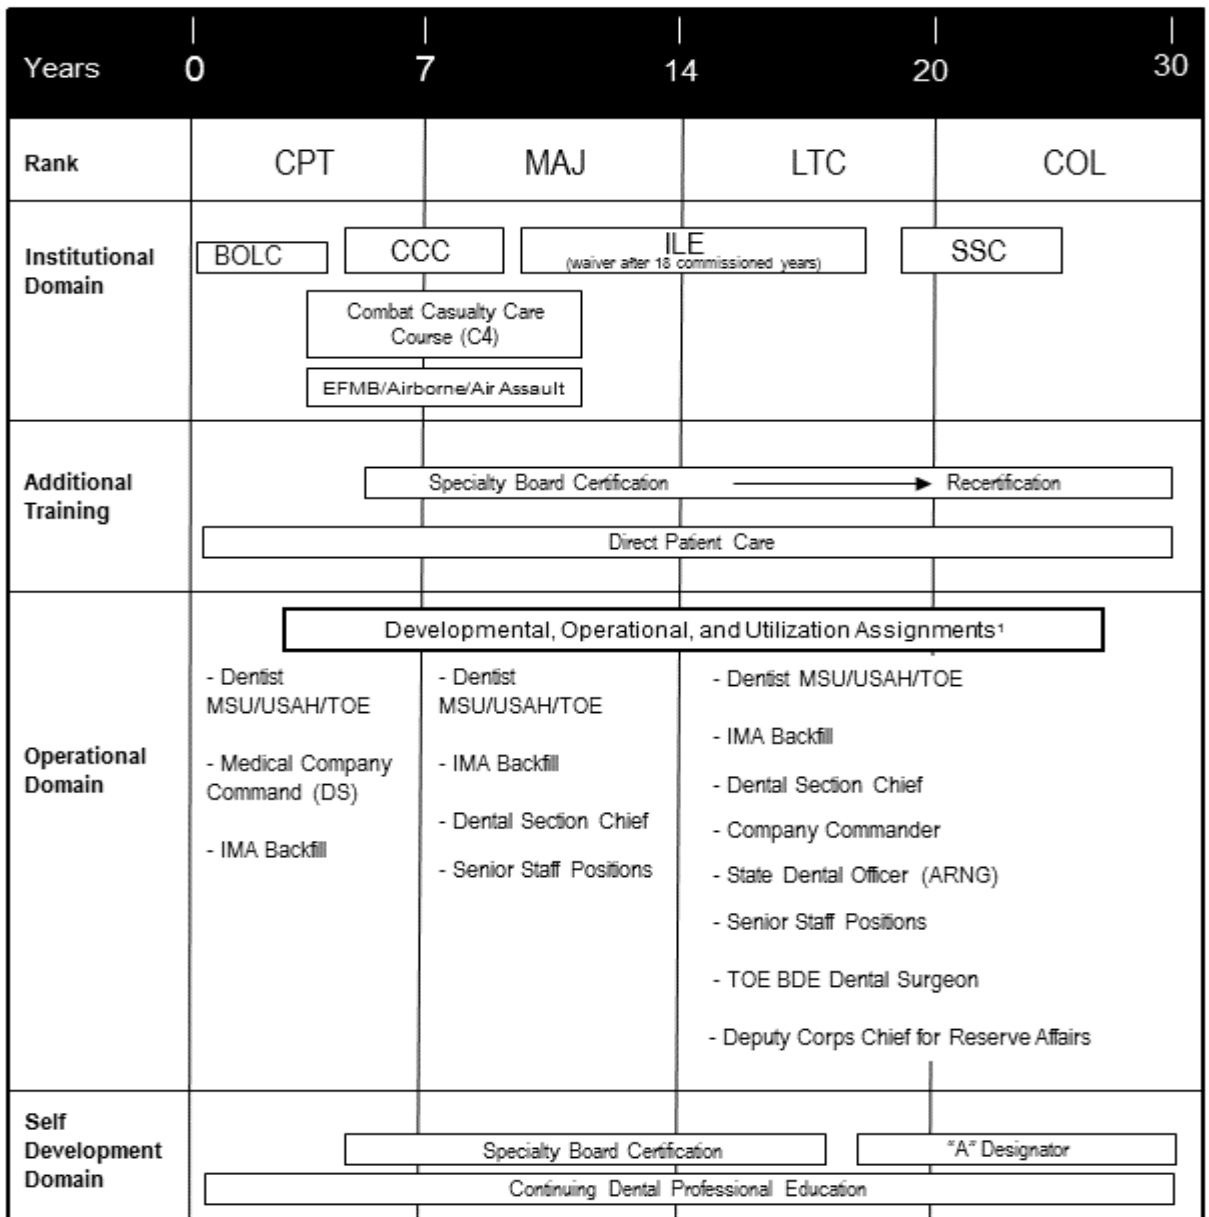 Years 0 7 14 20 30
Rank CPT MAJ LTC COL
Institutional
Domain
BOLC
CCC
ILE
(waiver after 18 commissioned years)
SSC
Combat Casualty Care
Course (C4)
EFMB/Airborne/Air Assault
Additional
Training
Specialty Board Certification
Recertification
Direct Patient Care
Operational
Domain
Developmental, Operational, and Utilization Assignments¹
- Dentist
MSU/USAH/TOE
- Medical Company
Command (DS)
- IMA Backfill
- Dentist
MSU/USAH/TOE
- IMA Backfill
- Dental Section Chief
- Senior Staff Positions
- Dentist MSU/USAH/TOE
- IMA Backfill
- Dental Section Chief
- Company Commander
- State Dental Officer (ARNG)
- Senior Staff Positions
- TOE BDE Dental Surgeon
- Deputy Corps Chief for Reserve Affairs
Self
Development
Domain
Specialty Board Certification
"A" Designator
Continuing Dental Professional Education